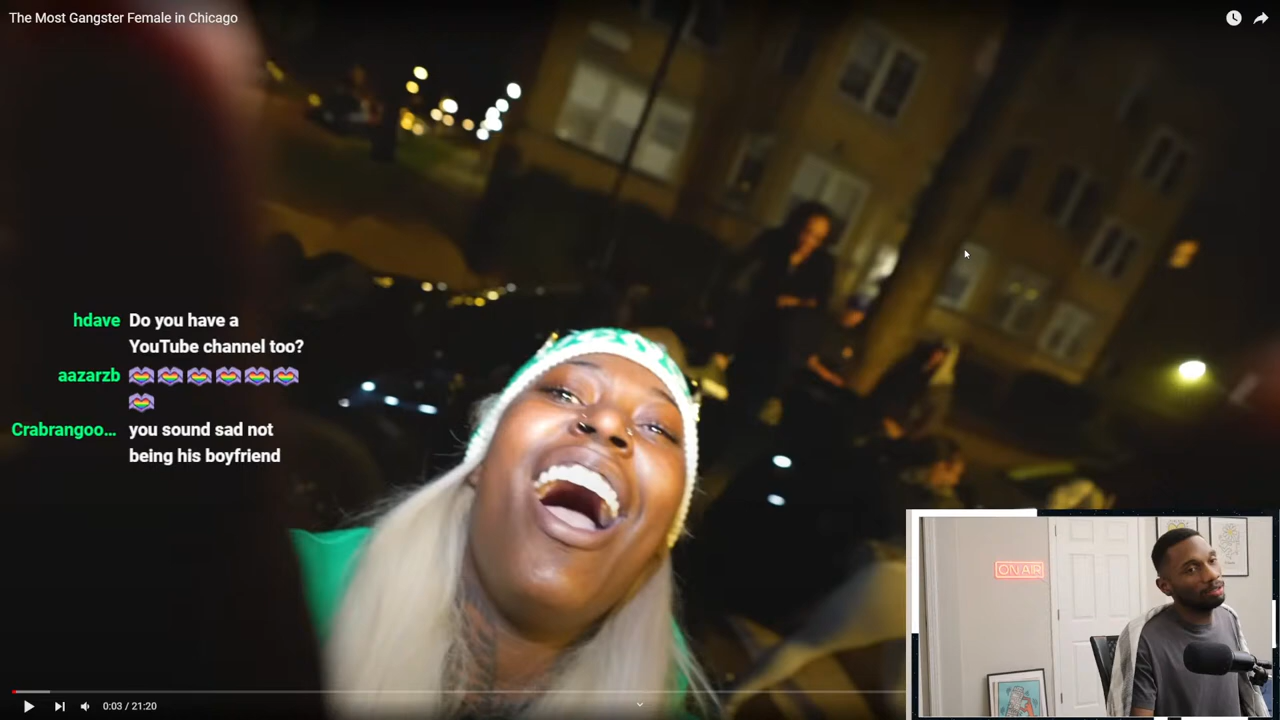 The Most Gangster Female in Chicago
hdave Do you have a
YouTube channel too?
aazarzb
Crabrangoo... you sound sad not
being his boyfriend
ON AIR
0:03 / 21:20